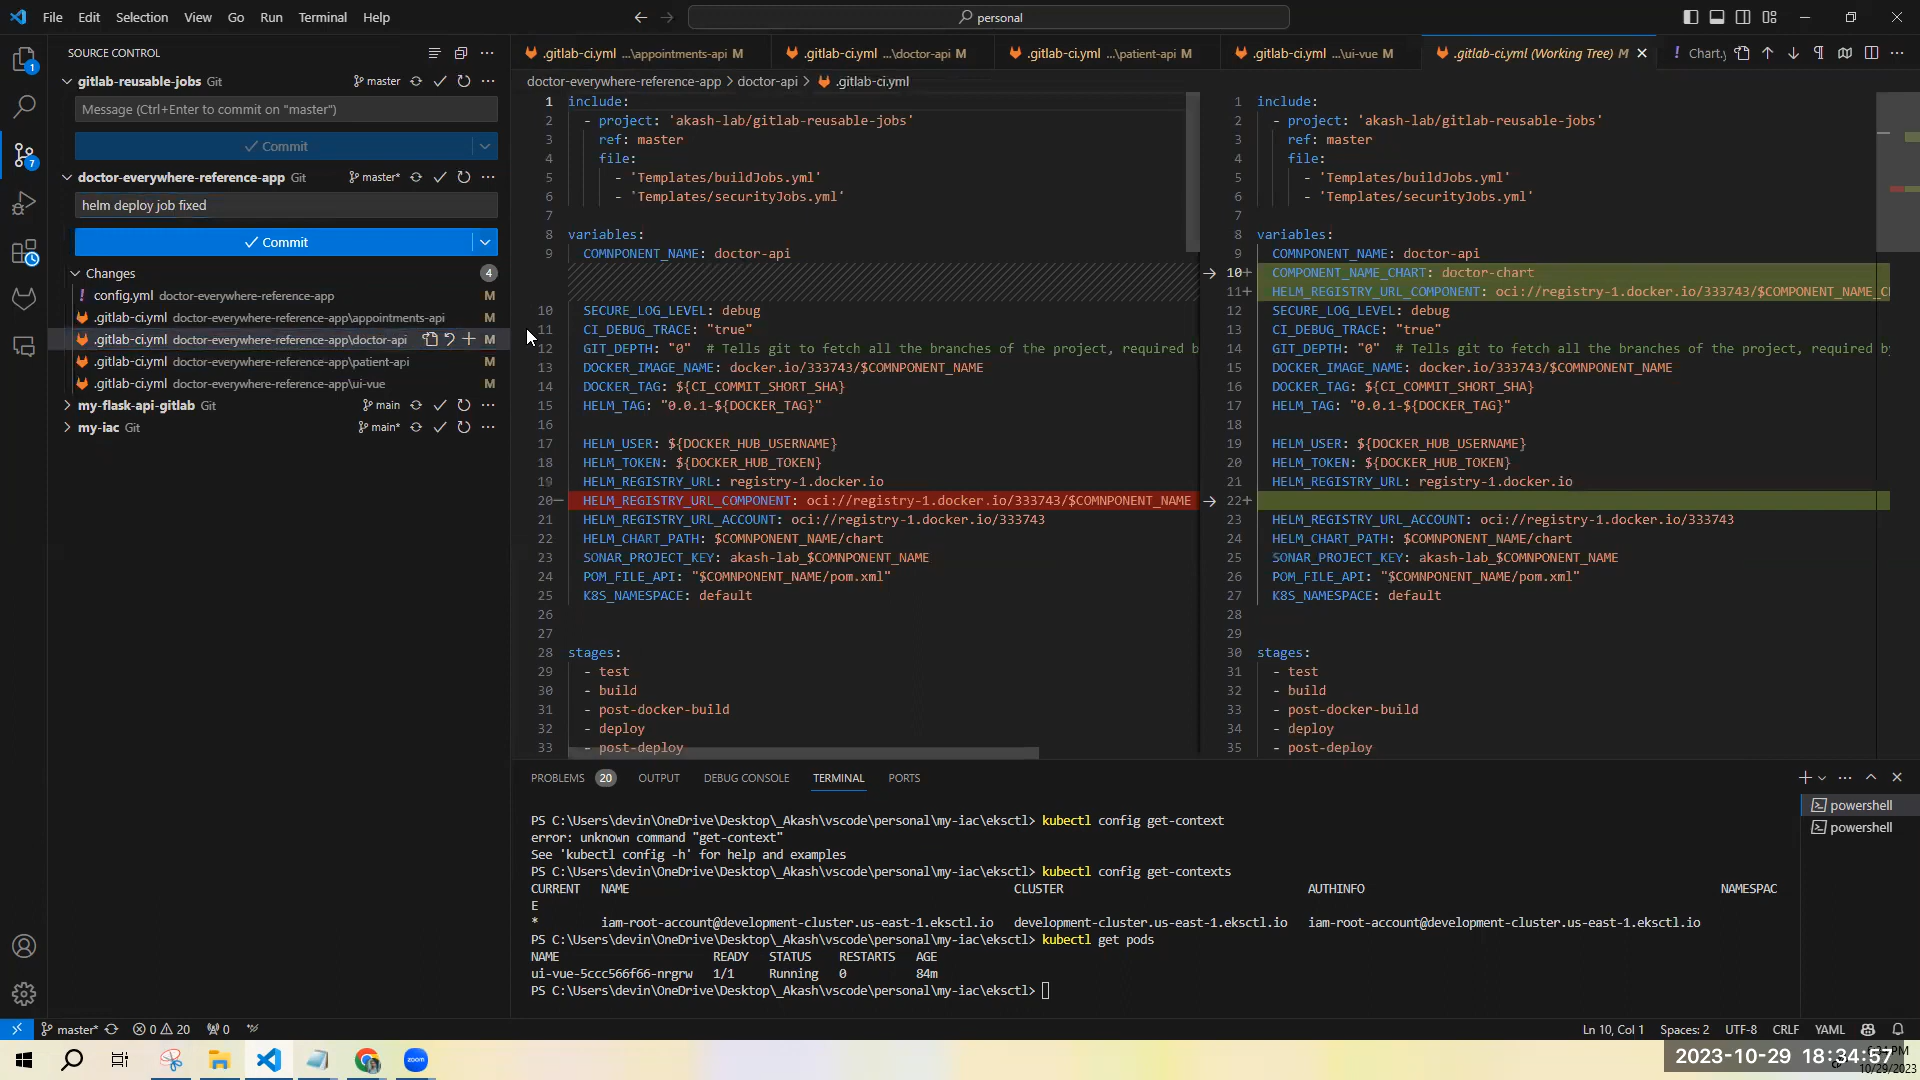 File Edit Selection View Go Run Terminal Help
personal
SOURCE CONTROL
gitlab-reusable-jobs Git master
Message (Ctrl+Enter to commit on "master")
Commit
doctor-everywhere-reference-app Git master*
helm deploy job fixed
Commit
Changes 4
config.yml doctor-everywhere-reference-app M
.gitlab-ci.yml doctor-everywhere-reference-app\appointments-api M
.gitlab-ci.yml doctor-everywhere-reference-app\doctor-api M
.gitlab-ci.yml doctor-everywhere-reference-app\patient-api M
.gitlab-ci.yml doctor-everywhere-reference-app\ui-vue M
my-flask-api-gitlab Git main
my-iac Git main*
1
7
.gitlab-ci.yml ...\appointments-api M
.gitlab-ci.yml ...\doctor-api M
.gitlab-ci.yml ...\patient-api M
.gitlab-ci.yml ...\ui-vue M
.gitlab-ci.yml (Working Tree) M
Chart.y
doctor-everywhere-reference-app > doctor-api > .gitlab-ci.yml
1 include:
2 - project: 'akash-lab/gitlab-reusable-jobs'
3 ref: master
4 file:
5 - 'Templates/buildJobs.yml'
6 - 'Templates/securityJobs.yml'
7
8 variables:
9 COMNPONENT_NAME: doctor-api
10 SECURE_LOG_LEVEL: debug
11 CI_DEBUG_TRACE: "true"
12 GIT_DEPTH: "0" # Tells git to fetch all the branches of the project, required b
13 DOCKER_IMAGE_NAME: docker.io/333743/$COMNPONENT_NAME
14 DOCKER_TAG: ${CI_COMMIT_SHORT_SHA}
15 HELM_TAG: "0.0.1-${DOCKER_TAG}"
16
17 HELM_USER: ${DOCKER_HUB_USERNAME}
18 HELM_TOKEN: ${DOCKER_HUB_TOKEN}
19 HELM_REGISTRY_URL: registry-1.docker.io
20— HELM_REGISTRY_URL_COMPONENT: oci://registry-1.docker.io/333743/$COMNPONENT_NAME
21 HELM_REGISTRY_URL_ACCOUNT: oci://registry-1.docker.io/333743
22 HELM_CHART_PATH: $COMNPONENT_NAME/chart
23 SONAR_PROJECT_KEY: akash-lab_$COMNPONENT_NAME
24 POM_FILE_API: "$COMNPONENT_NAME/pom.xml"
25 K8S_NAMESPACE: default
26
27
28 stages:
29 - test
30 - build
31 - post-docker-build
32 - deploy
33 - post-deploy
1 include:
2 - project: 'akash-lab/gitlab-reusable-jobs'
3 ref: master
4 file:
5 - 'Templates/buildJobs.yml'
6 - 'Templates/securityJobs.yml'
7
8 variables:
9 COMNPONENT_NAME: doctor-api
10+ COMPONENT_NAME_CHART: doctor-chart
11+ HELM_REGISTRY_URL_COMPONENT: oci://registry-1.docker.io/333743/$COMPONENT_NAME_C
12 SECURE_LOG_LEVEL: debug
13 CI_DEBUG_TRACE: "true"
14 GIT_DEPTH: "0" # Tells git to fetch all the branches of the project, required b
15 DOCKER_IMAGE_NAME: docker.io/333743/$COMNPONENT_NAME
16 DOCKER_TAG: ${CI_COMMIT_SHORT_SHA}
17 HELM_TAG: "0.0.1-${DOCKER_TAG}"
18
19 HELM_USER: ${DOCKER_HUB_USERNAME}
20 HELM_TOKEN: ${DOCKER_HUB_TOKEN}
21 HELM_REGISTRY_URL: registry-1.docker.io
22+
23 HELM_REGISTRY_URL_ACCOUNT: oci://registry-1.docker.io/333743
24 HELM_CHART_PATH: $COMNPONENT_NAME/chart
25 SONAR_PROJECT_KEY: akash-lab_$COMNPONENT_NAME
26 POM_FILE_API: "$COMNPONENT_NAME/pom.xml"
27 K8S_NAMESPACE: default
28
29
30 stages:
31 - test
32 - build
33 - post-docker-build
34 - deploy
35 - post-deploy
PROBLEMS 20 OUTPUT DEBUG CONSOLE TERMINAL PORTS
PS C:\Users\devin\OneDrive\Desktop\_Akash\vscode\personal\my-iac\eksctl> kubectl config get-context
error: unknown command "get-context"
See 'kubectl config -h' for help and examples
PS C:\Users\devin\OneDrive\Desktop\_Akash\vscode\personal\my-iac\eksctl> kubectl config get-contexts
CURRENT NAME CLUSTER AUTHINFO NAMESPAC
E
* iam-root-account@development-cluster.us-east-1.eksctl.io development-cluster.us-east-1.eksctl.io iam-root-account@development-cluster.us-east-1.eksctl.io
PS C:\Users\devin\OneDrive\Desktop\_Akash\vscode\personal\my-iac\eksctl> kubectl get pods
NAME READY STATUS RESTARTS AGE
ui-vue-5ccc566f66-nrgrw 1/1 Running 0 84m
PS C:\Users\devin\OneDrive\Desktop\_Akash\vscode\personal\my-iac\eksctl>
powershell
powershell
master* 0 20 0 Ln 10, Col 1 Spaces: 2 UTF-8 CRLF YAML
zoom
2023-10-29 18:34:57
10/29/2023